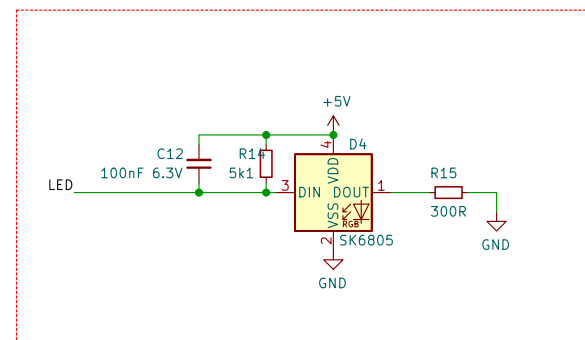 +5V
C12
100nF 6.3V
R14
5k1
4
D4
VDD
LED
3
DIN
DOUT
1
R15
300R
VSS
RGB
2
SK6805
GND
GND